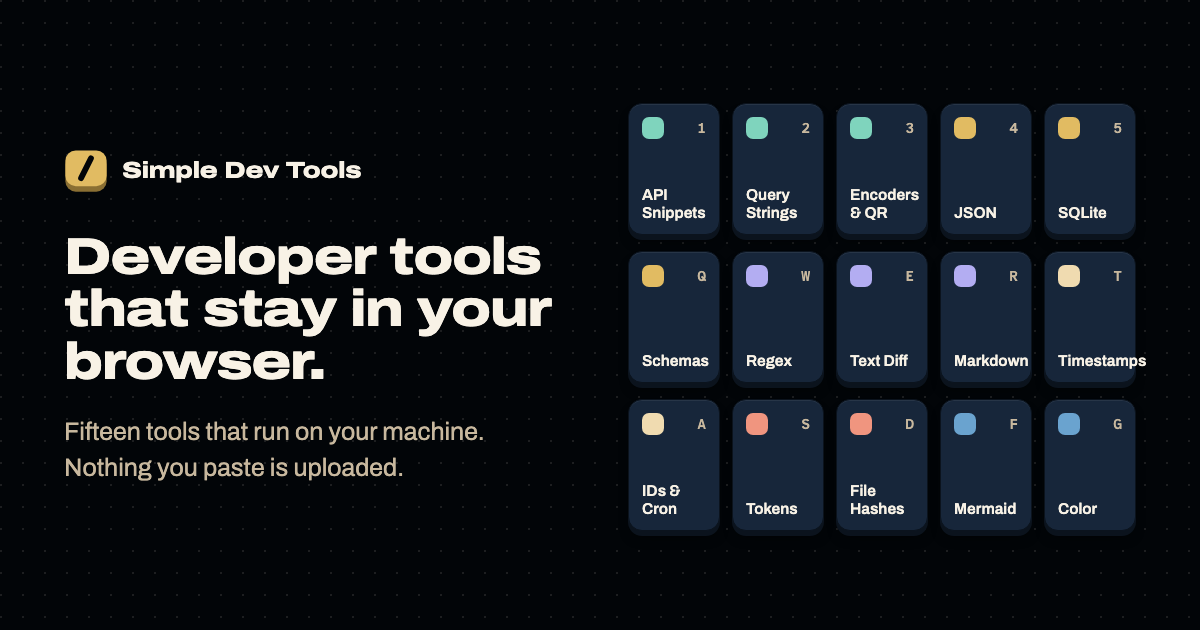 Simple Dev Tools
Developer tools
that stay in your
browser.
Fifteen tools that run on your machine.
Nothing you paste is uploaded.
1
API
Snippets
2
Query
Strings
3
Encoders
& QR
4
JSON
5
SQLite
Q
Schemas
W
Regex
E
Text Diff
R
Markdown
T
Timestamps
A
IDs &
Cron
S
Tokens
D
File
Hashes
F
Mermaid
G
Color